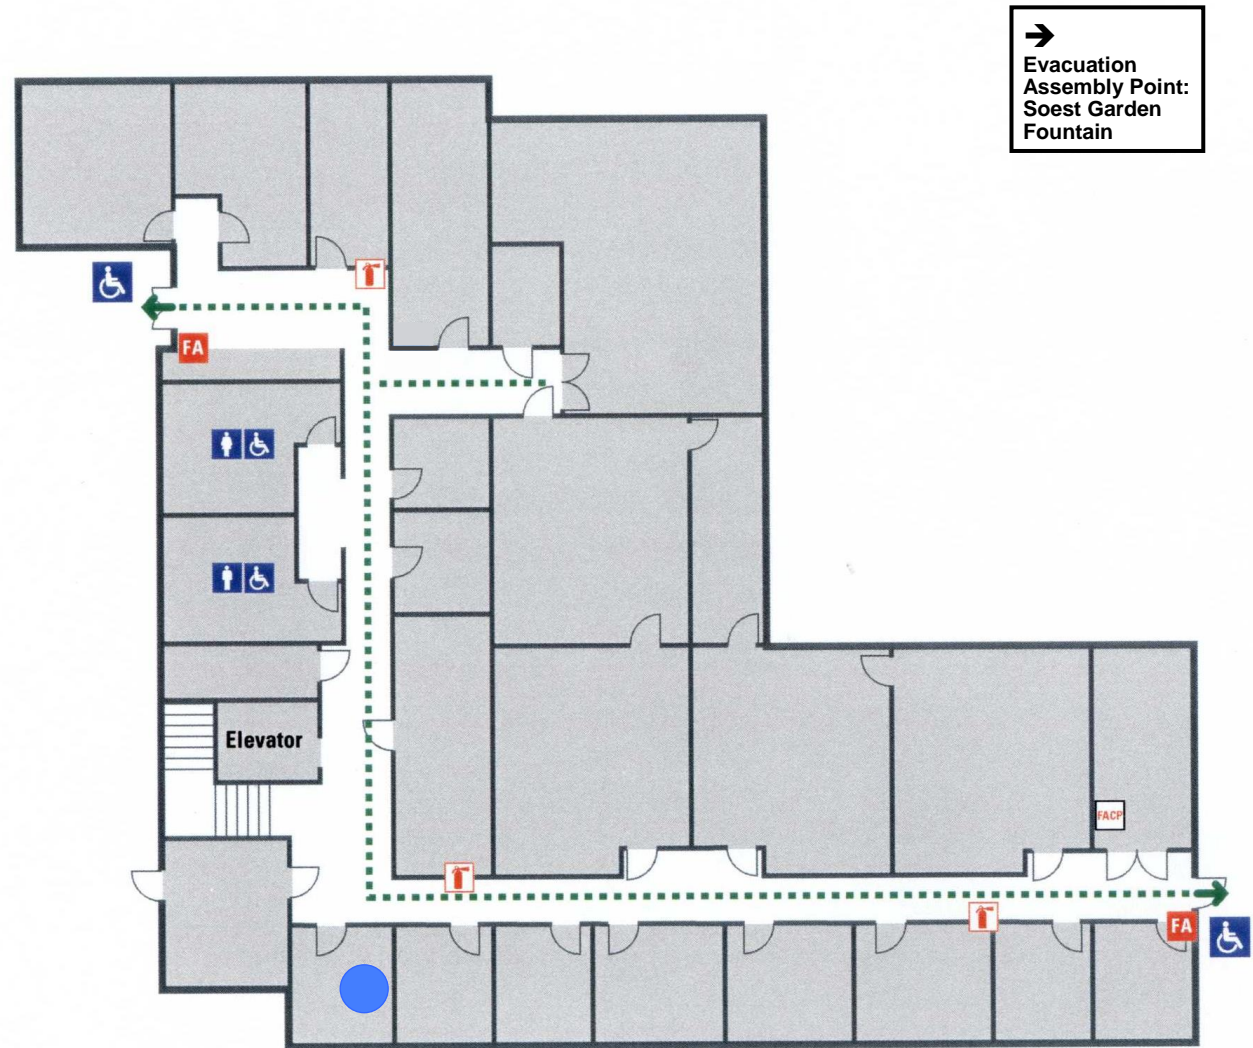 Evacuation
Assembly Point:
Soest Garden
Fountain
FA
Elevator
FACP
FA